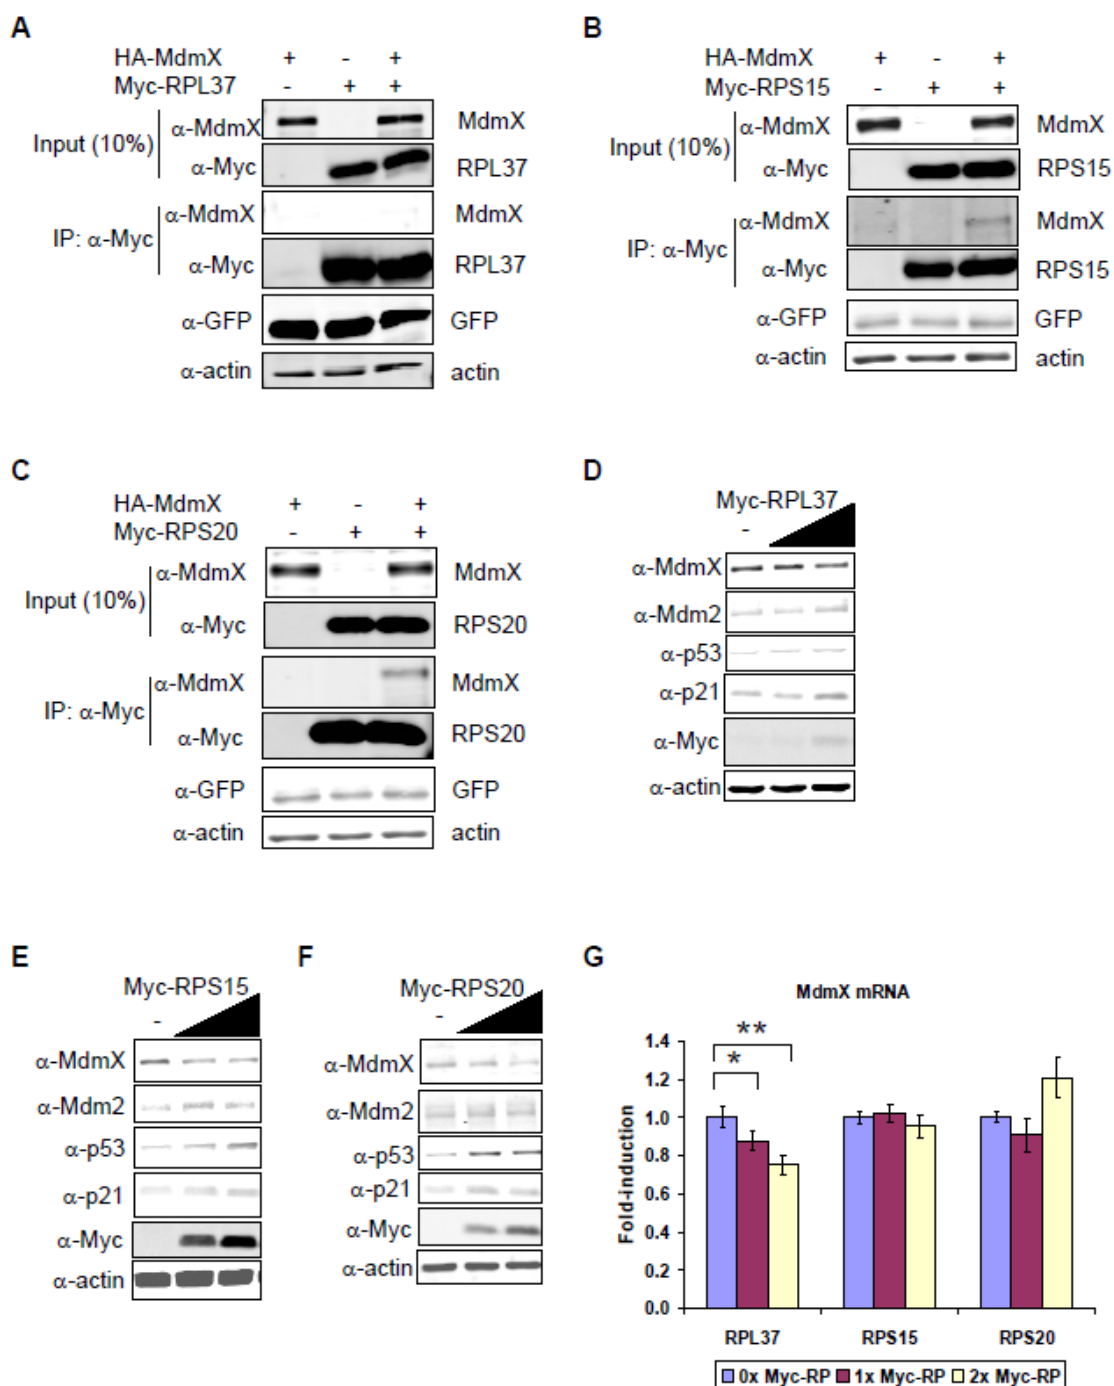 A
HA-MdmX + - +
Myc-RPL37 - + +
Input (10%)
α-MdmX MdmX
α-Myc RPL37
IP: α-Myc
α-MdmX MdmX
α-Myc RPL37
α-GFP GFP
α-actin actin
B
HA-MdmX + - +
Myc-RPS15 - + +
Input (10%)
α-MdmX MdmX
α-Myc RPS15
IP: α-Myc
α-MdmX MdmX
α-Myc RPS15
α-GFP GFP
α-actin actin
C
HA-MdmX + - +
Myc-RPS20 - + +
Input (10%)
α-MdmX MdmX
α-Myc RPS20
IP: α-Myc
α-MdmX MdmX
α-Myc RPS20
α-GFP GFP
α-actin actin
D
Myc-RPL37
-
α-MdmX
α-Mdm2
α-p53
α-p21
α-Myc
α-actin
E
Myc-RPS15
-
α-MdmX
α-Mdm2
α-p53
α-p21
α-Myc
α-actin
F
Myc-RPS20
-
α-MdmX
α-Mdm2
α-p53
α-p21
α-Myc
α-actin
G
MdmX mRNA
Fold-induction
1.4
1.2
1.0
0.8
0.6
0.4
0.2
0.0
**
*
RPL37 RPS15 RPS20
0x Myc-RP 1x Myc-RP 2x Myc-RP